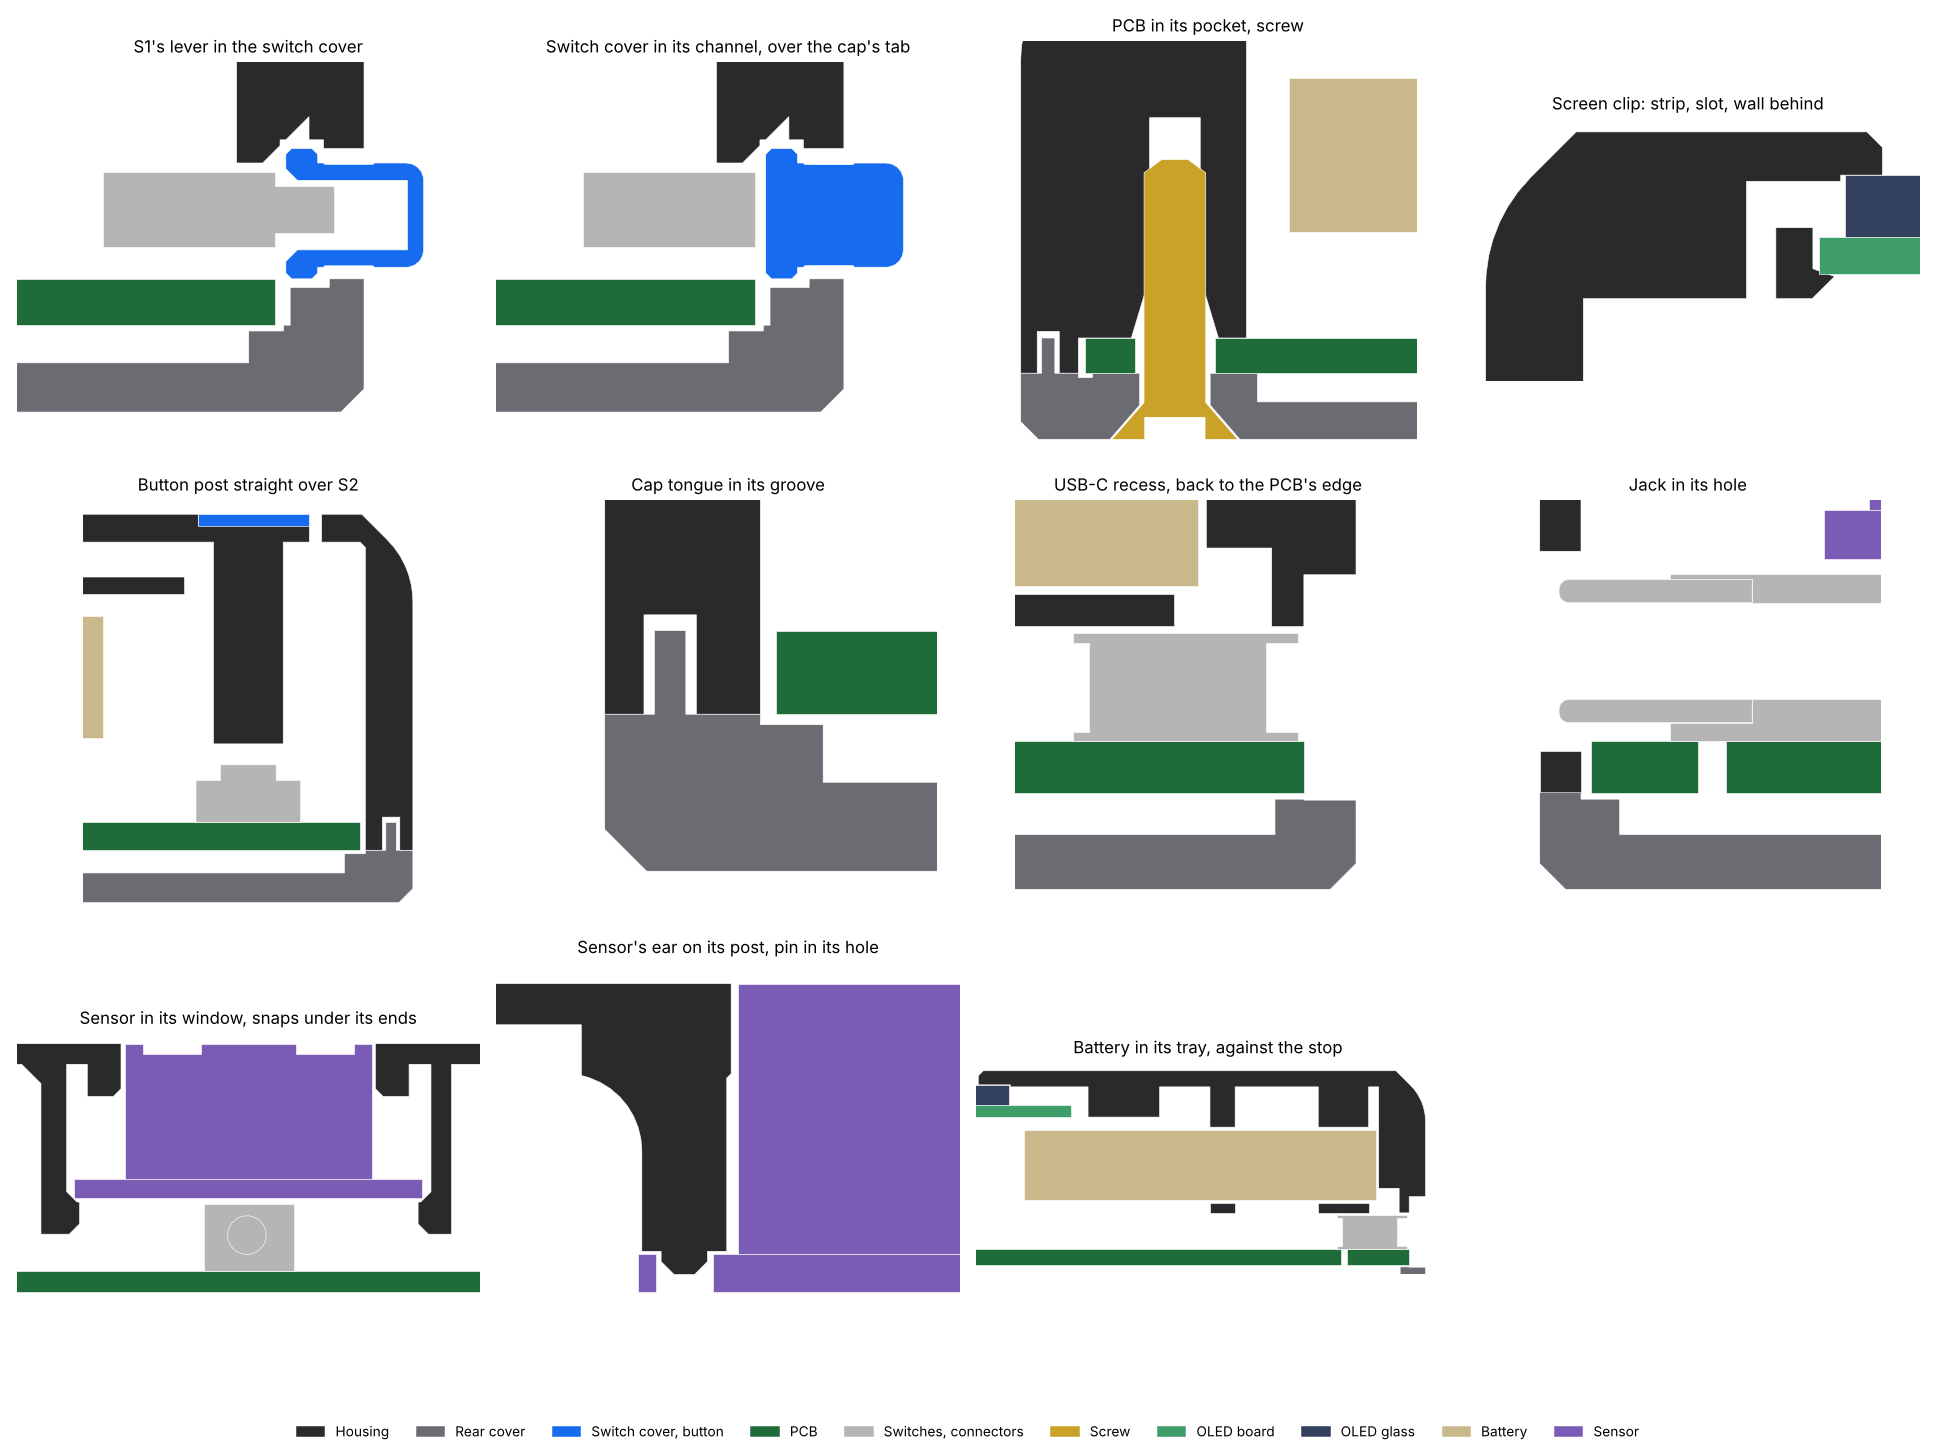 S1's lever in the switch cover
Switch cover in its channel, over the cap's tab
PCB in its pocket, screw
Screen clip: strip, slot, wall behind
Button post straight over S2
Cap tongue in its groove
USB-C recess, back to the PCB's edge
Jack in its hole
Sensor in its window, snaps under its ends
Sensor's ear on its post, pin in its hole
Battery in its tray, against the stop
Housing
Rear cover
Switch cover, button
PCB
Switches, connectors
Screw
OLED board
OLED glass
Battery
Sensor